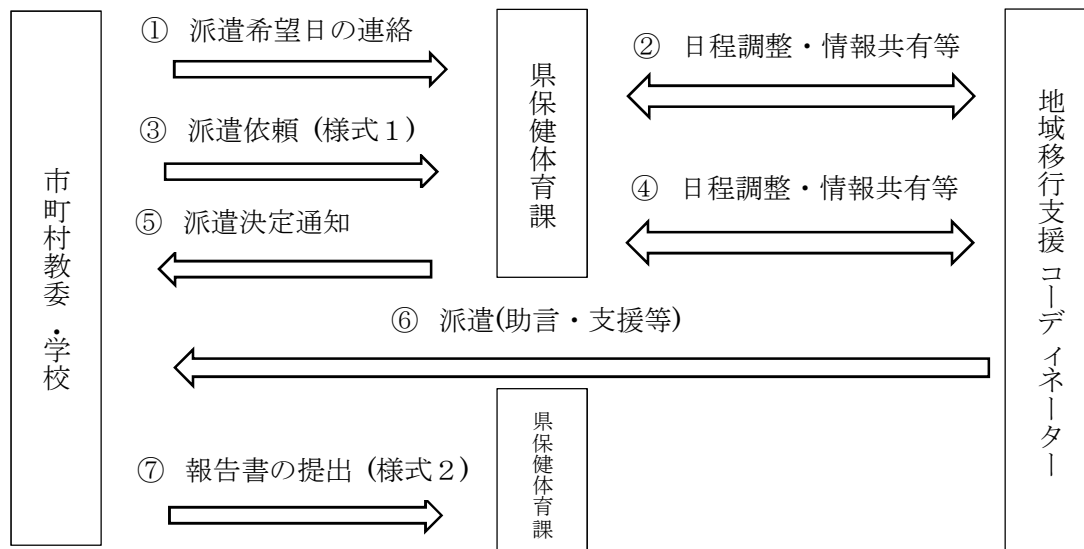 ① 派遣希望日の連絡
② 日程調整・情報共有等
③ 派遣依頼 (様式１)
④ 日程調整・情報共有等
⑤ 派遣決定通知
⑥ 派遣(助言・支援等)
⑦ 報告書の提出 (様式２)
市町村教委・学校
県保健体育課
県保健体育課
地域移行支援コーディネーター